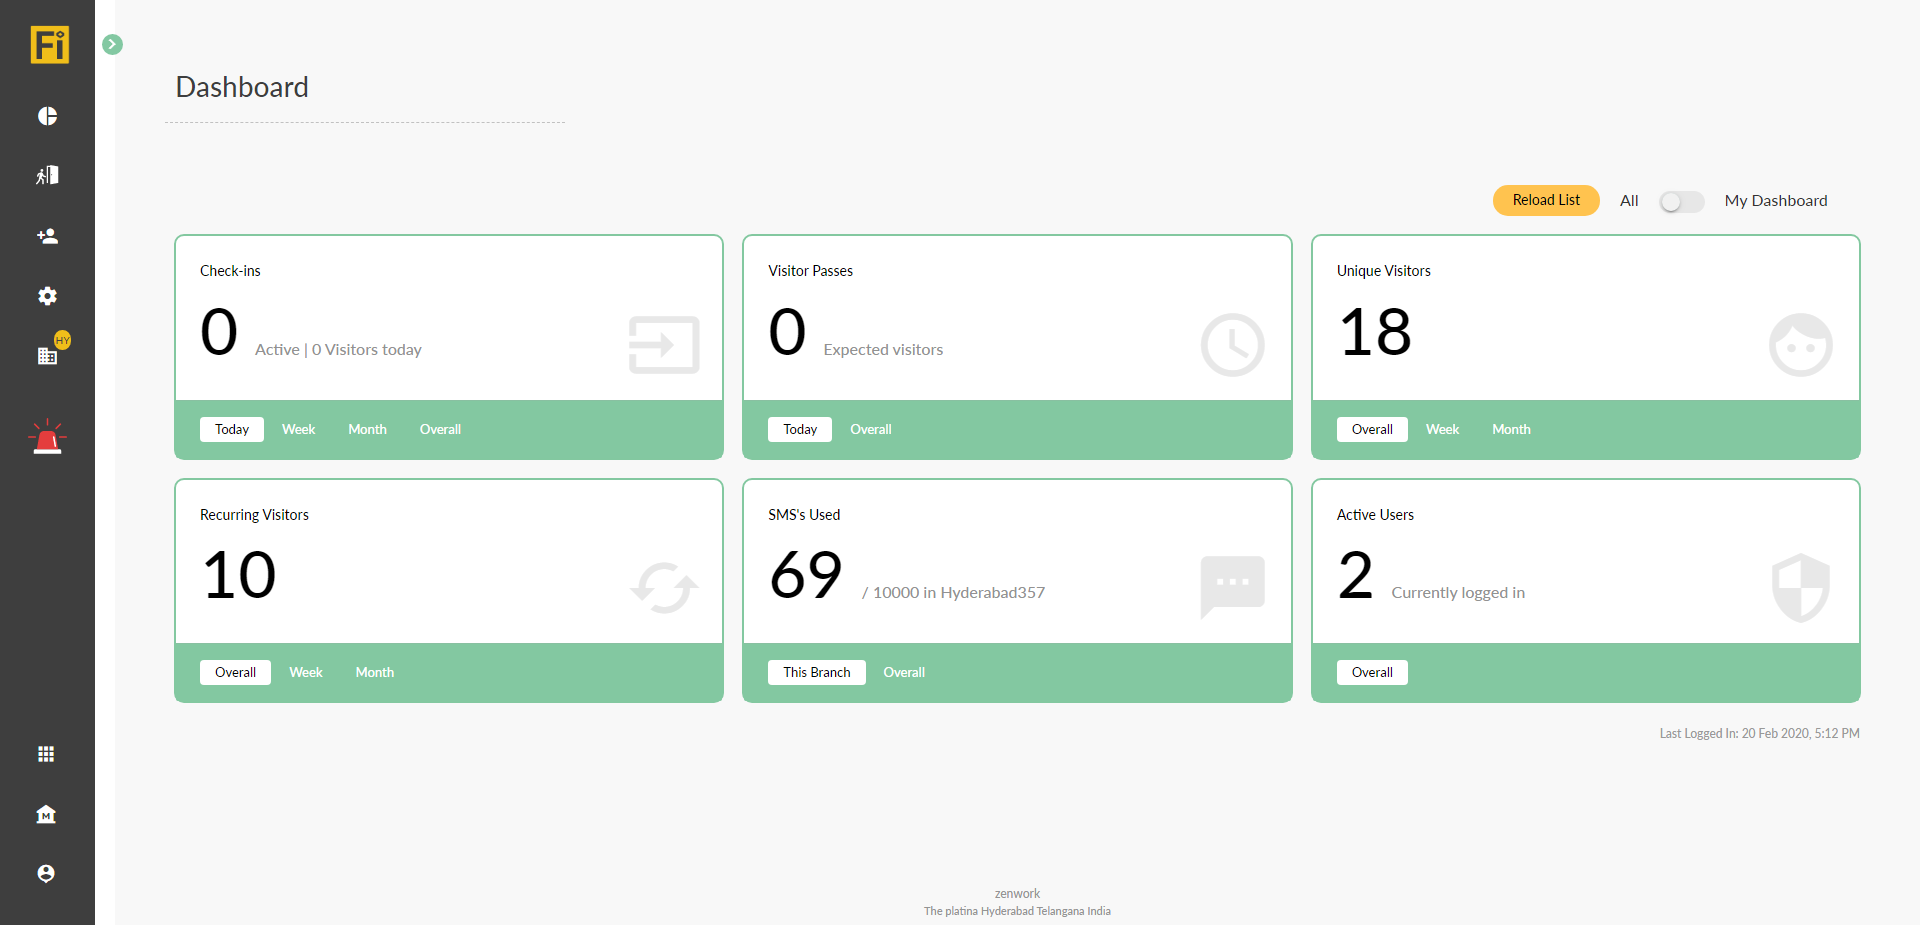 Fi
Dashboard
HY
Reload List All My Dashboard
Check-ins
0 Active | 0 Visitors today
Today Week Month Overall
Visitor Passes
0 Expected visitors
Today Overall
Unique Visitors
18
Overall Week Month
Recurring Visitors
10
Overall Week Month
SMS's Used
69 / 10000 in Hyderabad357
This Branch Overall
Active Users
2 Currently logged in
Overall
Last Logged In: 20 Feb 2020, 5:12 PM
M
zenwork
The platina Hyderabad Telangana India